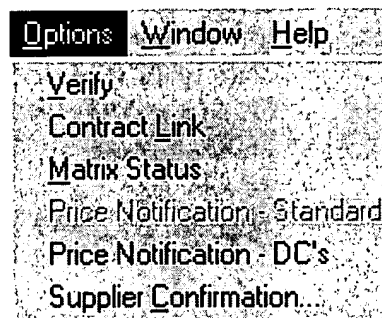 Options Window Help
Verify
Contract Link
Matrix Status
Price Notification - Standard
Price Notification - DC's
Supplier Confirmation...